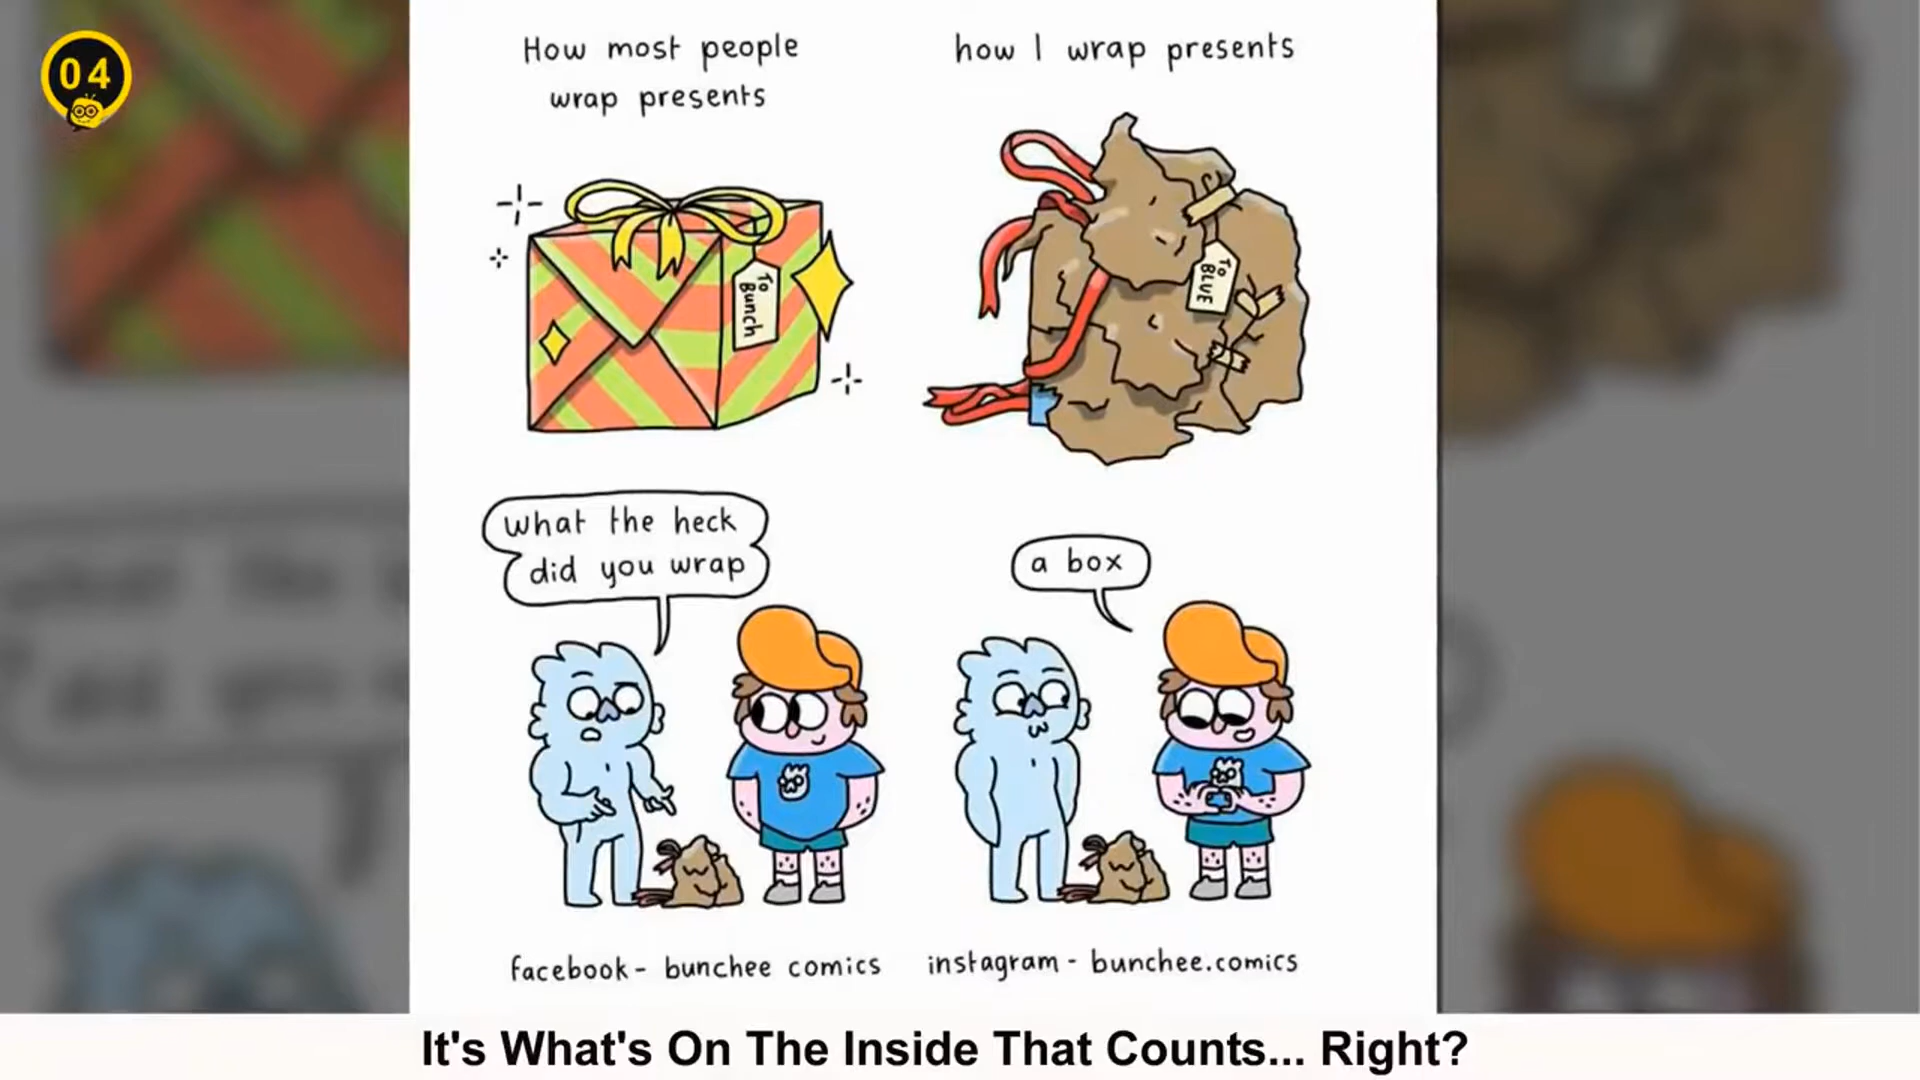 04
How most people
wrap presents
how I wrap presents
To
Bunch
To
BLUE
what the heck
did you wrap
a box
facebook - bunchee comics
instagram - bunchee.comics
It's What's On The Inside That Counts... Right?